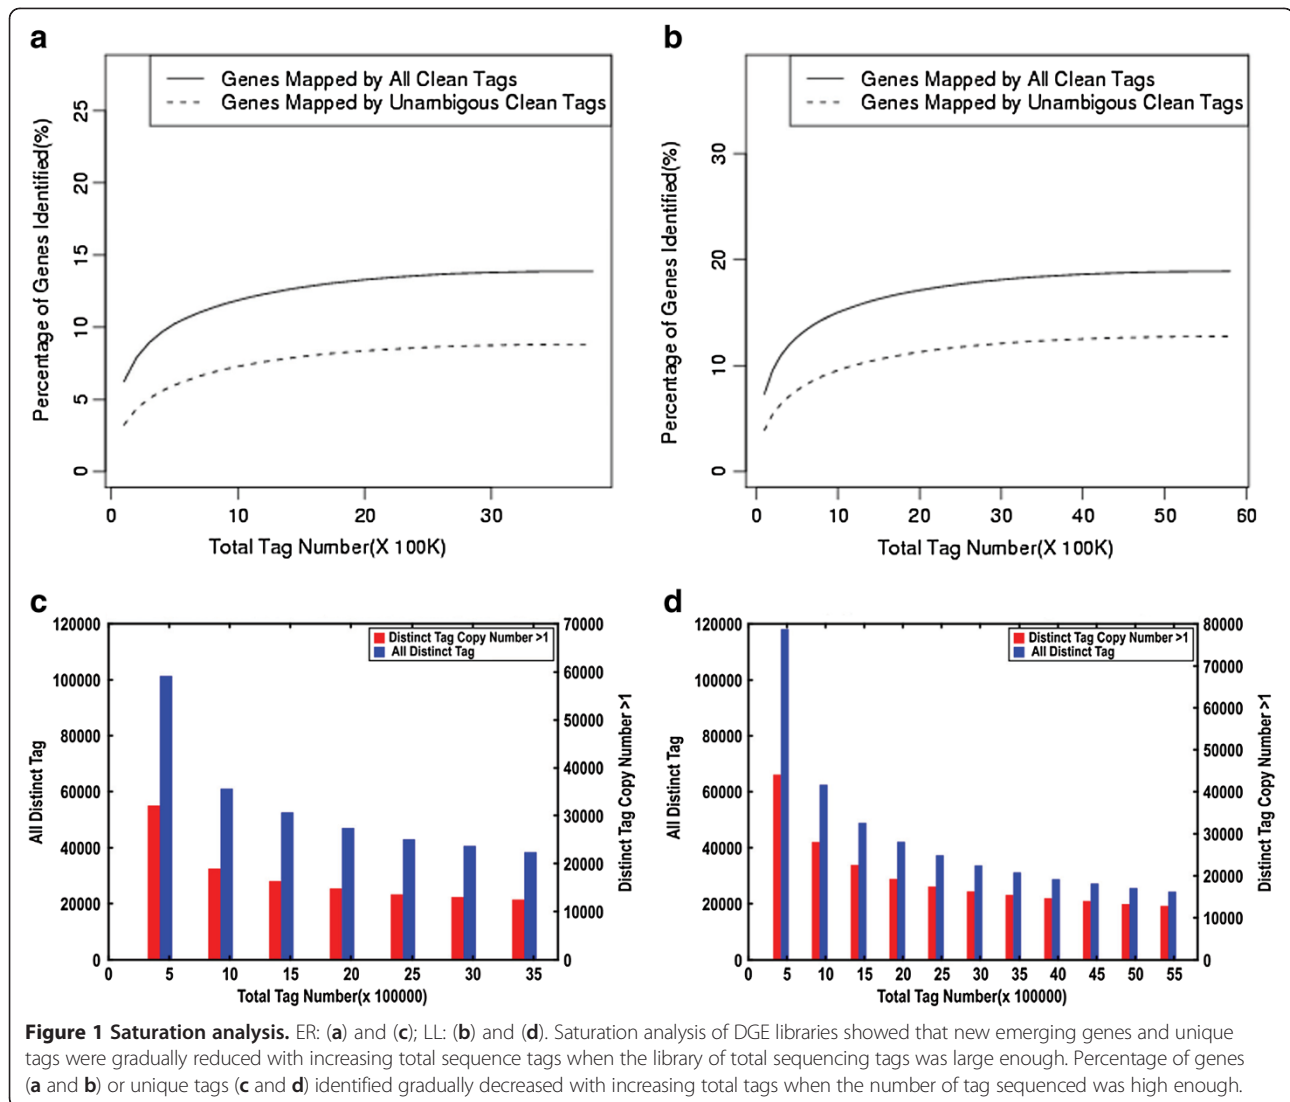 a
Genes Mapped by All Clean Tags
Genes Mapped by Unambigous Clean Tags
Percentage of Genes Identified(%)
25
20
15
10
5
0
0 10 20 30
Total Tag Number(X 100K)
b
Genes Mapped by All Clean Tags
Genes Mapped by Unambigous Clean Tags
Percentage of Genes Identified(%)
30
20
10
0
0 10 20 30 40 50 60
Total Tag Number(X 100K)
c
Distinct Tag Copy Number >1
All Distinct Tag
All Distinct Tag
120000
100000
80000
60000
40000
20000
0
Distinct Tag Copy Number >1
70000
60000
50000
40000
30000
20000
10000
0
0 5 10 15 20 25 30 35
Total Tag Number(x 100000)
d
Distinct Tag Copy Number >1
All Distinct Tag
All Distinct Tag
120000
100000
80000
60000
40000
20000
0
Distinct Tag Copy Number >1
80000
70000
60000
50000
40000
30000
20000
10000
0
0 5 10 15 20 25 30 35 40 45 50 55
Total Tag Number(x 100000)
Figure 1 Saturation analysis. ER: (a) and (c); LL: (b) and (d). Saturation analysis of DGE libraries showed that new emerging genes and unique
tags were gradually reduced with increasing total sequence tags when the library of total sequencing tags was large enough. Percentage of genes
(a and b) or unique tags (c and d) identified gradually decreased with increasing total tags when the number of tag sequenced was high enough.